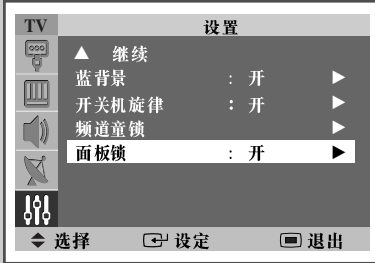 TV 设置
▲ 继续
蓝背景 : 开 ▶
开关机旋律 : 开 ▶
频道童锁 ▶
面板锁 : 开 ▶
选择 设定 退出